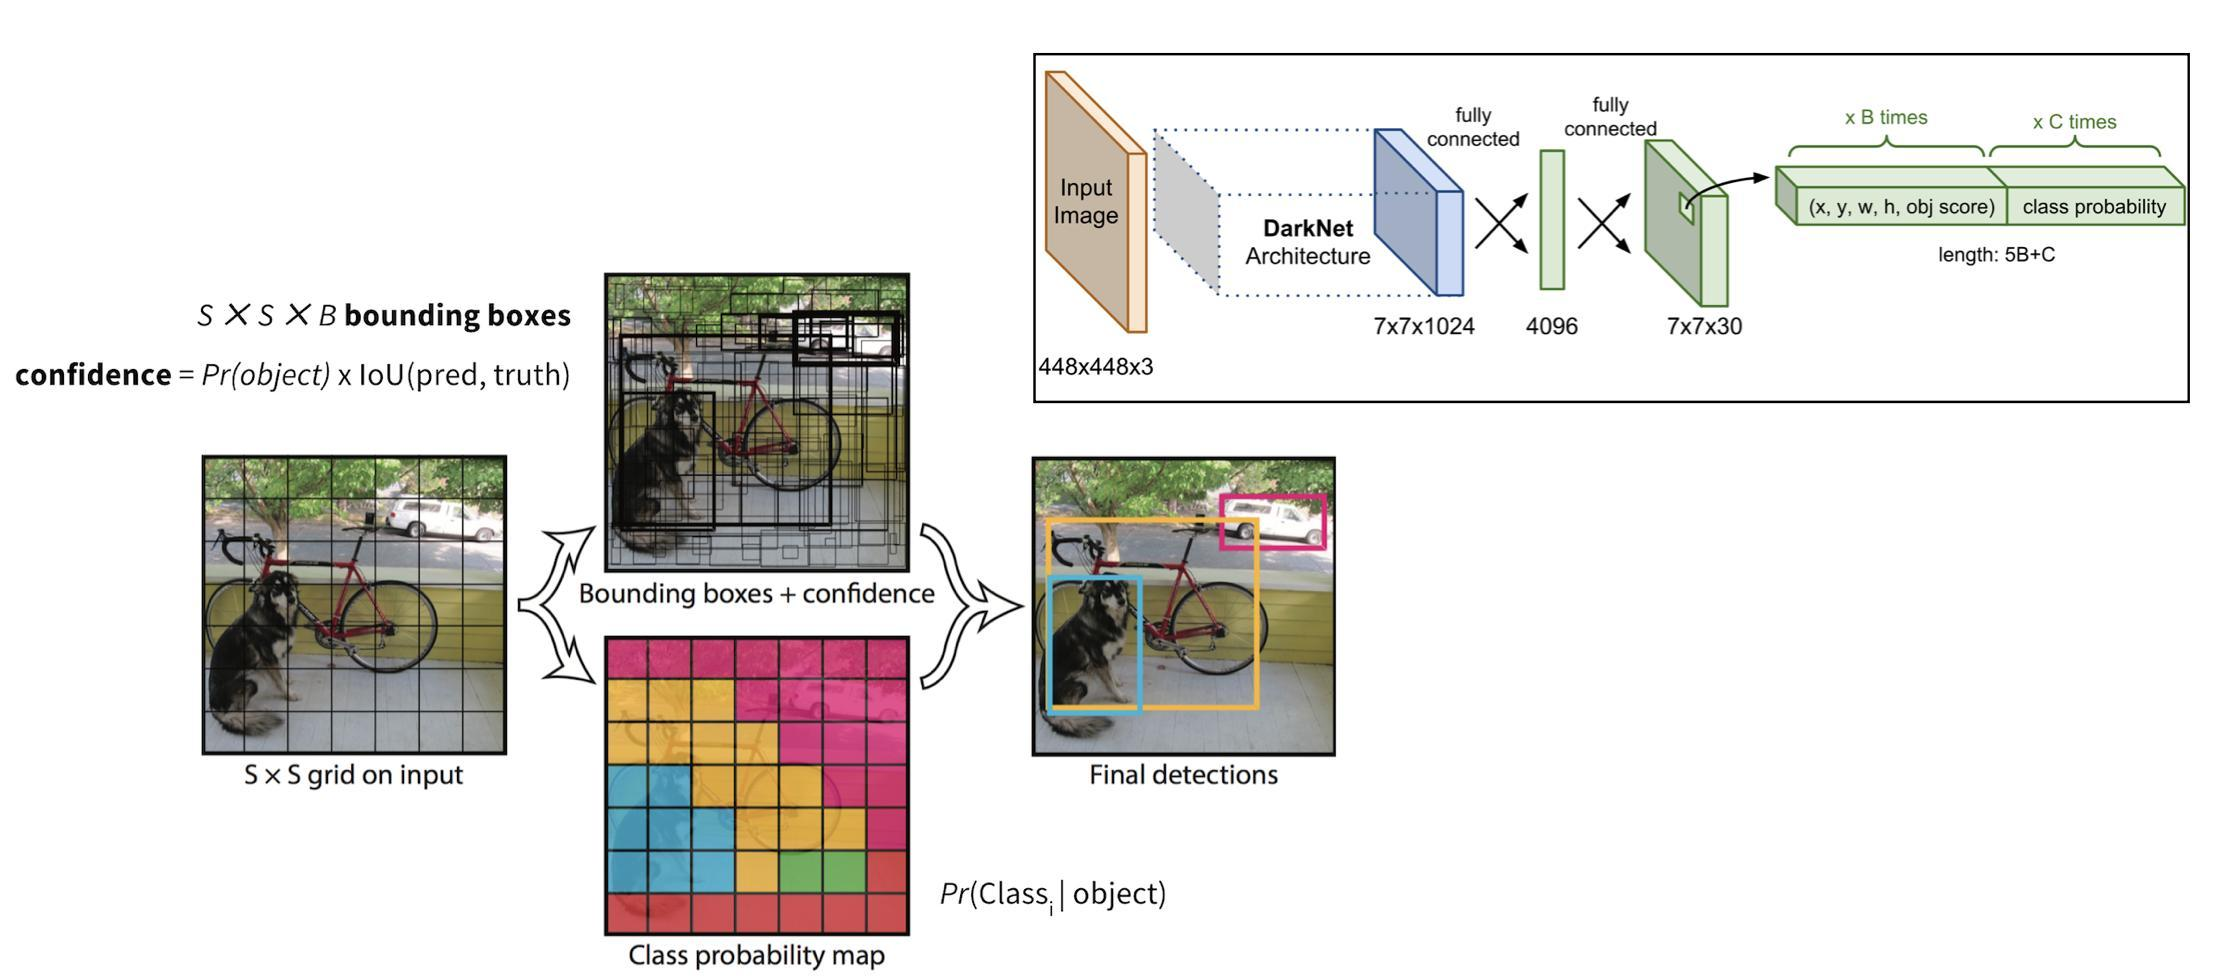 S × S × B bounding boxes
confidence = Pr(object) x IoU(pred, truth)
S × S grid on input
Bounding boxes + confidence
Class probability map
Pr(Classi | object)
Final detections
Input
Image
448x448x3
DarkNet
Architecture
7x7x1024
fully
connected
4096
fully
connected
7x7x30
x B times
x C times
(x, y, w, h, obj score)
class probability
length: 5B+C